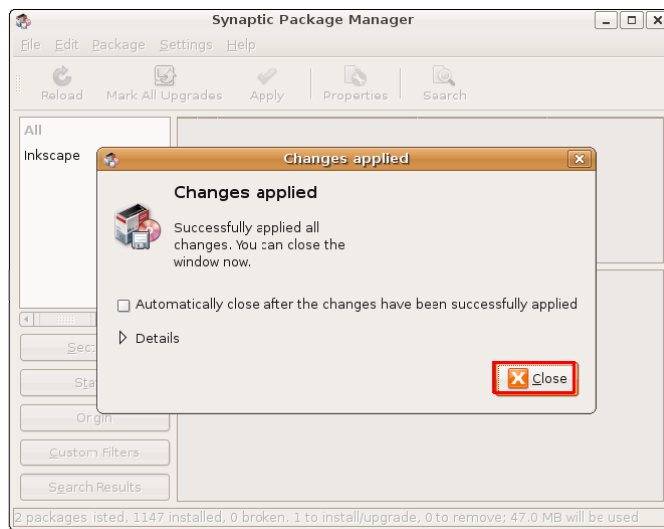 Synaptic Package Manager
File Edit Package Settings Help
Reload Mark All Upgrades Apply Properties Search
All
Inkscape
Changes applied
Changes applied
Successfully applied all
changes. You can close the
window now.
Automatically close after the changes have been successfully applied
Details
Close
Sect
Sta
Origin
Custom Filters
Search Results
2 packages listed, 1147 installed, 0 broken. 1 to install/upgrade, 0 to remove; 47.0 MB will be used